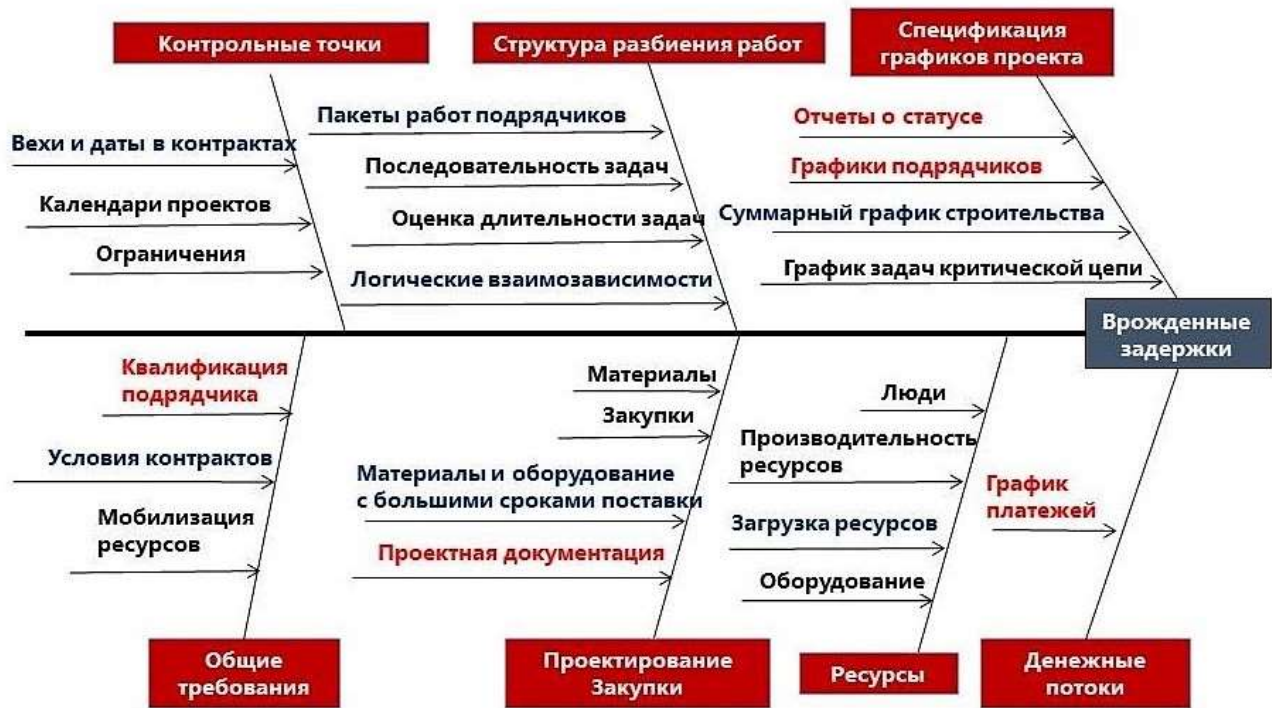 Контрольные точки
Структура разбиения работ
Спецификация
графиков проекта
Вехи и даты в контрактах
Календари проектов
Ограничения
Пакеты работ подрядчиков
Последовательность задач
Оценка длительности задач
Логические взаимозависимости
Отчеты о статусе
Графики подрядчиков
Суммарный график строительства
График задач критической цепи
Врожденные
задержки
Квалификация
подрядчика
Условия контрактов
Мобилизация
ресурсов
Материалы
Закупки
Материалы и оборудование
с большими сроками поставки
Проектная документация
Люди
Производительность
ресурсов
Загрузка ресурсов
Оборудование
График
платежей
Общие
требования
Проектирование
Закупки
Ресурсы
Денежные
потоки